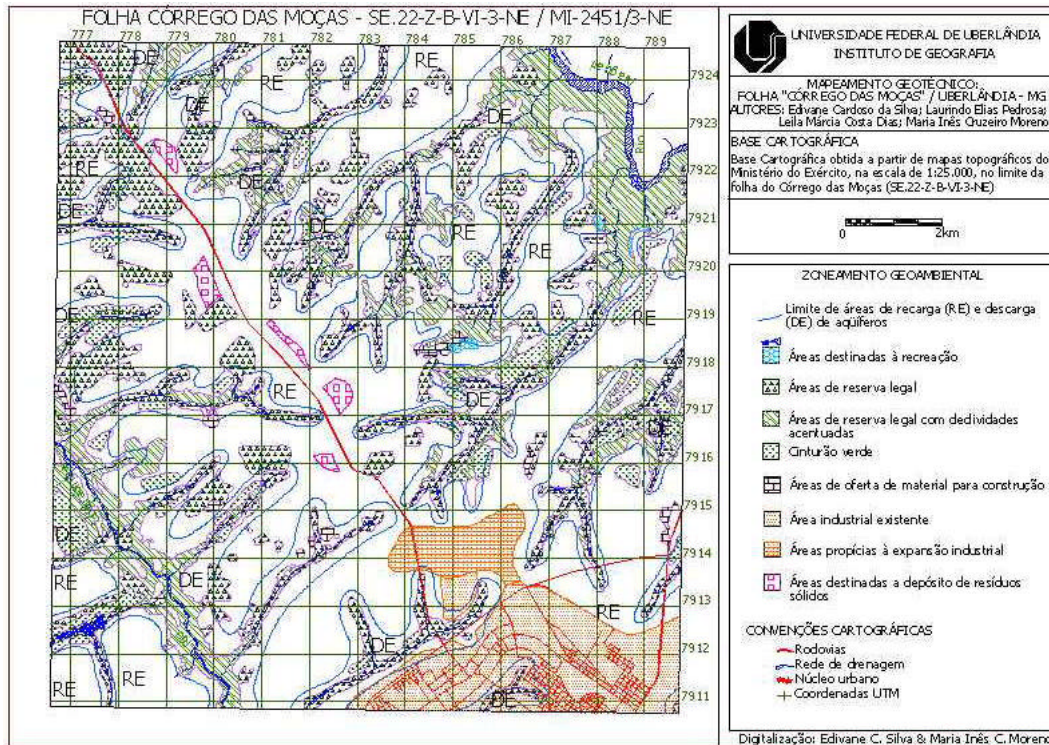 FOLHA CÓRREGO DAS MOÇAS - SE.22-Z-B-VI-3-NE / MI-2451/3-NE
777 778 779 780 781 782 783 784 785 786 787 788 789
7924
7923
7922
7921
7920
7919
7918
7917
7916
7915
7914
7913
7912
7911
DE
RE
RE
DE
DE
RE
DE
DE
DE
RE
DE
RE
DE
RE
RE
DE
DE
DE
RE
DE
RE
DE
RE
RE
DE
UNIVERSIDADE FEDERAL DE UBERLÂNDIA
INSTITUTO DE GEOGRAFIA
MAPEAMENTO GEOTÉCNICO:
FOLHA "CÓRREGO DAS MOÇAS" / UBERLÂNDIA - MG
AUTORES: Edivane Cardoso da Silva; Laurindo Elias Pedrosa;
Leila Márcia Costa Dias; Maria Inês Cruzeiro Moreno
BASE CARTOGRÁFICA
Base Cartográfica obtida a partir de mapas topográficos do
Ministério do Exército, na escala de 1:25.000, no limite da
folha do Córrego das Moças (SE.22-Z-B-VI-3-NE)
0 2km
ZONEAMENTO GEOAMBIENTAL
Limite de áreas de recarga (RE) e descarga
(DE) de aqüíferos
Áreas destinadas à recreação
Áreas de reserva legal
Áreas de reserva legal com declividades
acentuadas
Cinturão verde
Áreas de oferta de material para construção
Área industrial existente
Áreas propícias à expansão industrial
Áreas destinadas a depósito de resíduos
sólidos
CONVENÇÕES CARTOGRÁFICAS
Rodovias
Rede de drenagem
Núcleo urbano
Coordenadas UTM
Digitalização: Edivane C. Silva & Maria Inês C. Moreno